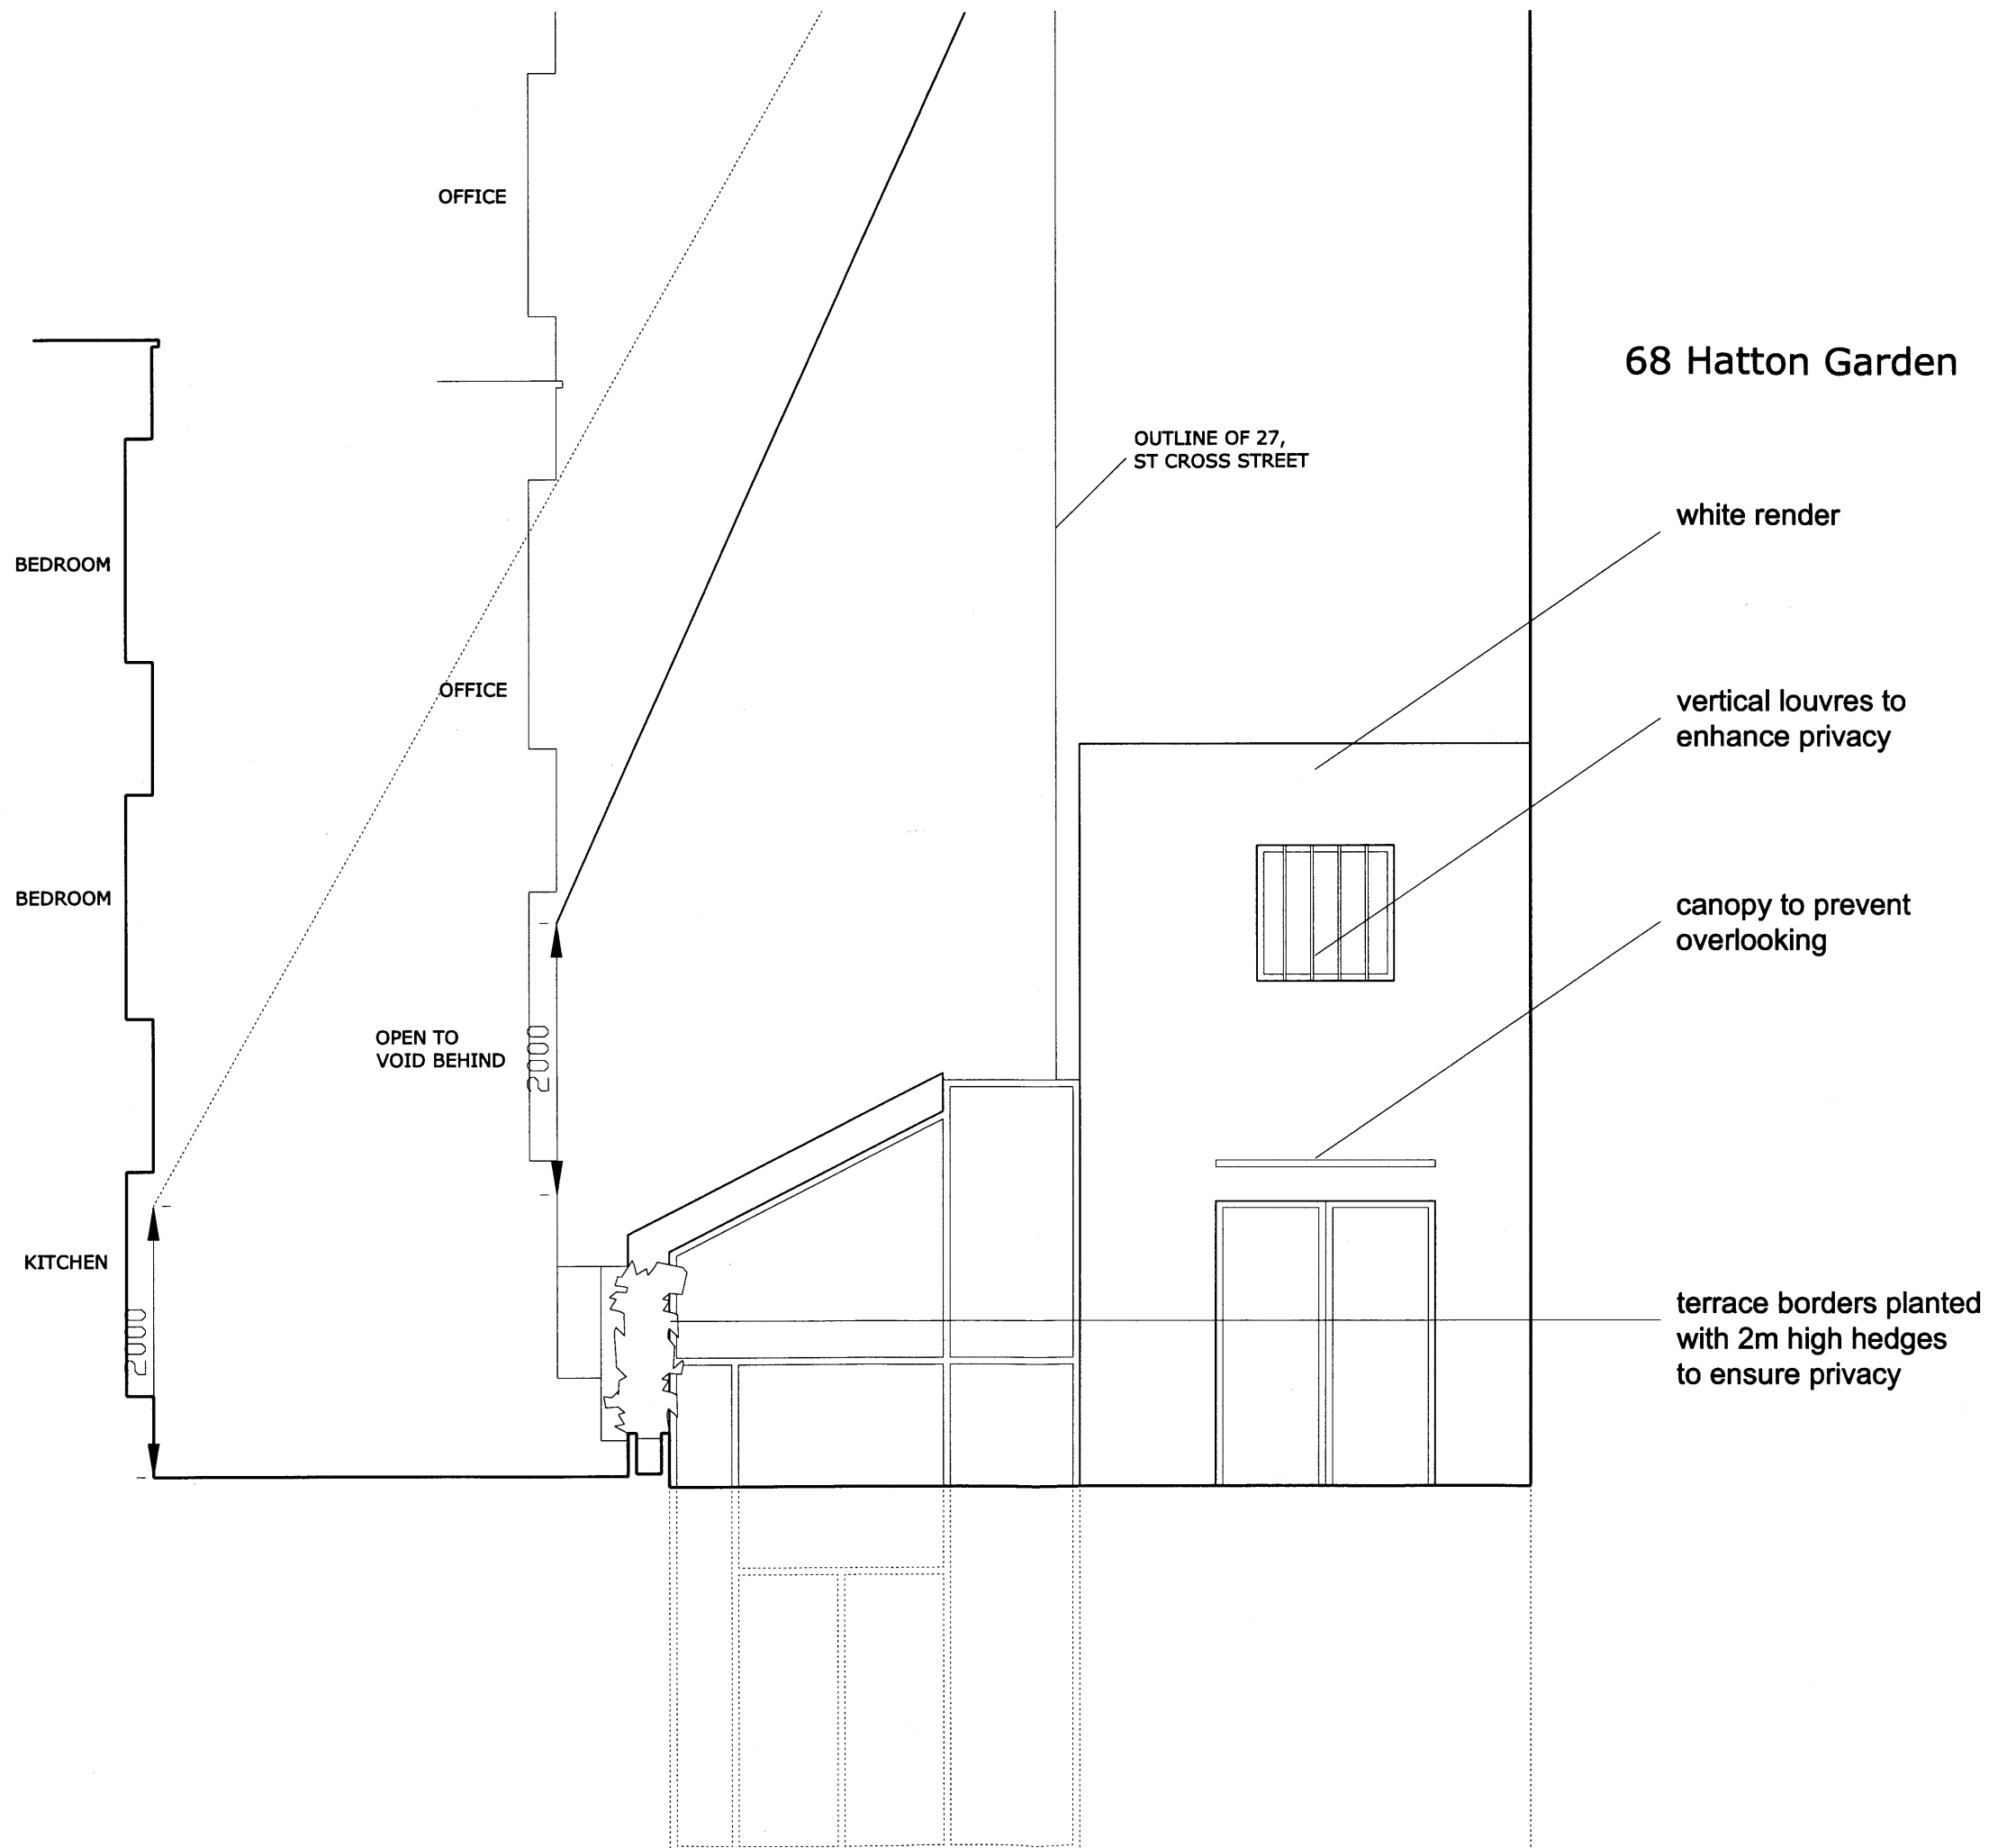 OFFICE
68 Hatton Garden
OUTLINE OF 27,
ST CROSS STREET
white render
BEDROOM
OFFICE
vertical louvres to
enhance privacy
BEDROOM
canopy to prevent
overlooking
OPEN TO
VOID BEHIND
2000
KITCHEN
2000
terrace borders planted
with 2m high hedges
to ensure privacy